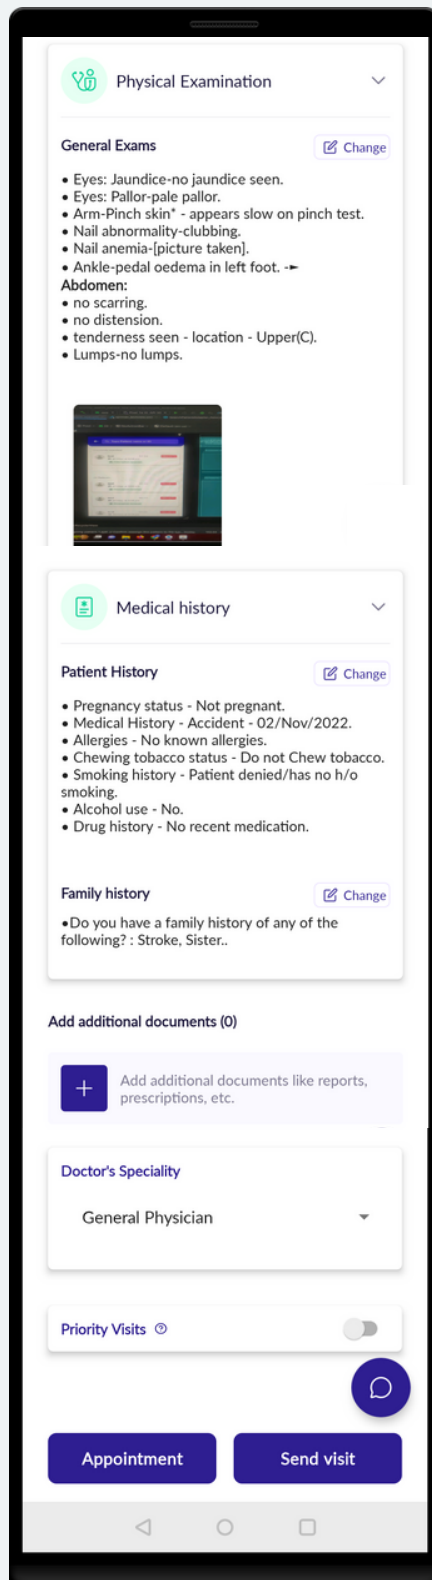 Physical Examination
General Exams
Change
• Eyes: Jaundice-no jaundice seen.
• Eyes: Pallor-pale pallor.
• Arm-Pinch skin* - appears slow on pinch test.
• Nail abnormality-clubbing.
• Nail anemia-[picture taken].
• Ankle-pedal oedema in left foot. -►
Abdomen:
• no scarring.
• no distension.
• tenderness seen - location - Upper(C).
• Lumps-no lumps.
Medical history
Patient History
Change
• Pregnancy status - Not pregnant.
• Medical History - Accident - 02/Nov/2022.
• Allergies - No known allergies.
• Chewing tobacco status - Do not Chew tobacco.
• Smoking history - Patient denied/has no h/o
smoking.
• Alcohol use - No.
• Drug history - No recent medication.
Family history
Change
•Do you have a family history of any of the
following? : Stroke, Sister..
Add additional documents (0)
Add additional documents like reports,
prescriptions, etc.
Doctor's Speciality
General Physician
Priority Visits
Appointment
Send visit